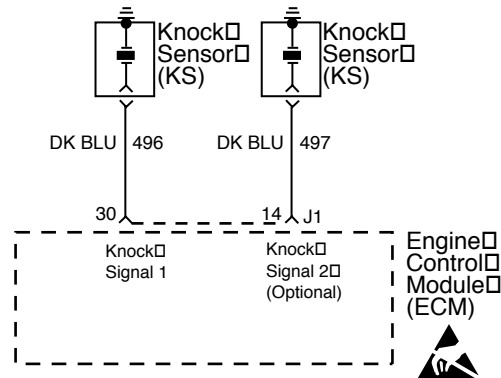 Knock□
Sensor□
(KS)
Knock□
Sensor□
(KS)
DK BLU 496
DK BLU 497
30
14 J1
Knock□
Signal 1
Knock□
Signal 2□
(Optional)
Engine□
Control□
Module□
(ECM)